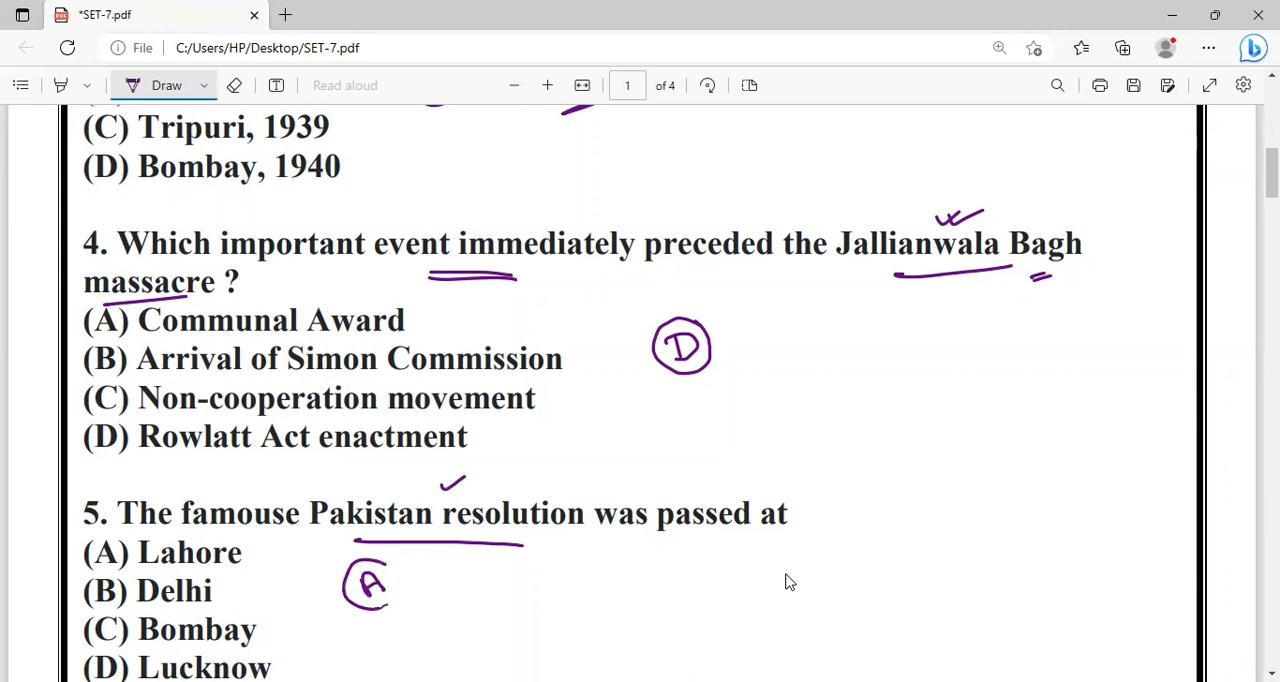 *SET-7.pdf
File C:/Users/HP/Desktop/SET-7.pdf
Draw Read aloud 1 of 4
(C) Tripuri, 1939
(D) Bombay, 1940
4. Which important event immediately preceded the Jallianwala Bagh
massacre ?
(A) Communal Award
(B) Arrival of Simon Commission
D
(C) Non-cooperation movement
(D) Rowlatt Act enactment
5. The famouse Pakistan resolution was passed at
(A) Lahore
(B) Delhi
A
(C) Bombay
(D) Lucknow